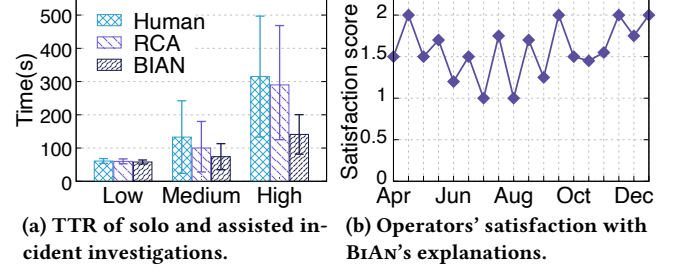 Time(s)
500
400
300
200
100
0
Human
RCA
BIAN
Low Medium High
(a) TTR of solo and assisted in-
cident investigations.
Satisfaction score
2
1.5
1
0.5
0
Apr Jun Aug Oct Dec
(b) Operators' satisfaction with
BIAN's explanations.